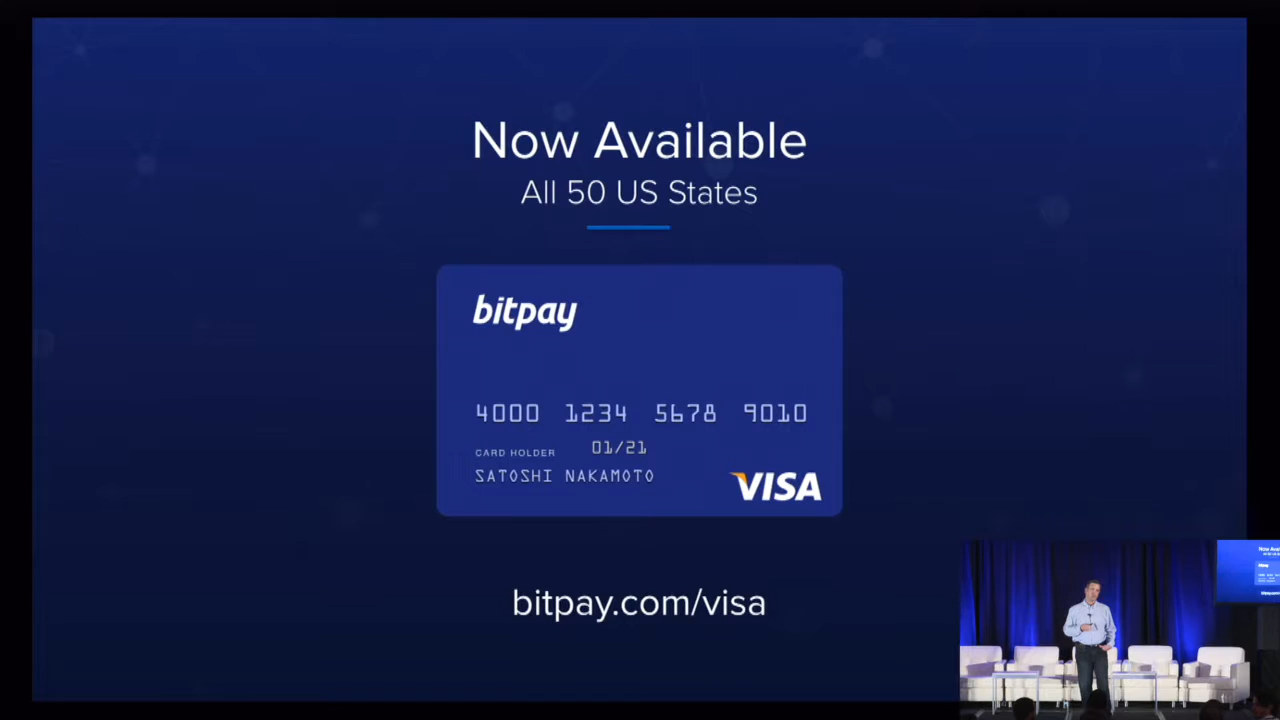 Now Available
All 50 US States
bitpay
4000 1234 5678 9010
01/21
CARD HOLDER
SATOSHI NAKAMOTO
VISA
bitpay.com/visa